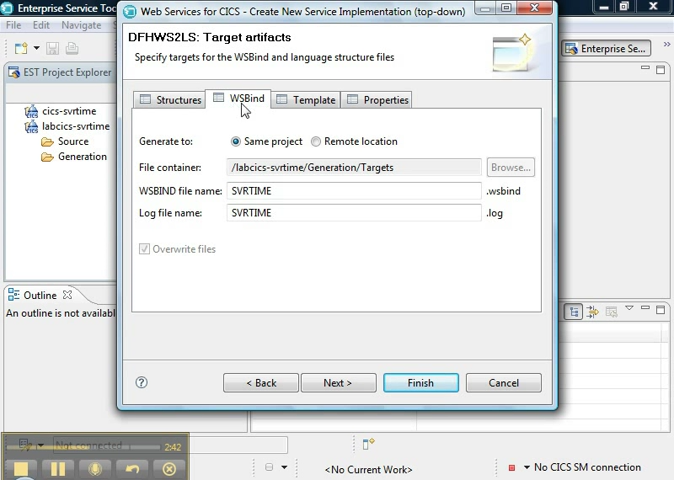 Enterprise Service Too
Web Services for CICS - Create New Service Implementation (top-down)
File Edit Navigate
DFHWS2LS: Target artifacts
Specify targets for the WSBind and language structure files
Enterprise Se...
EST Project Explorer
cics-svrtime
labcics-svrtime
Source
Generation
Structures WSBind Template Properties
Generate to: Same project Remote location
File container: /labcics-svrtime/Generation/Targets Browse...
WSBIND file name: SVRTIME .wsbind
Log file name: SVRTIME .log
Overwrite files
Outline
An outline is not availabl
< Back Next > Finish Cancel
Not connected
2:42
<No Current Work>
No CICS SM connection